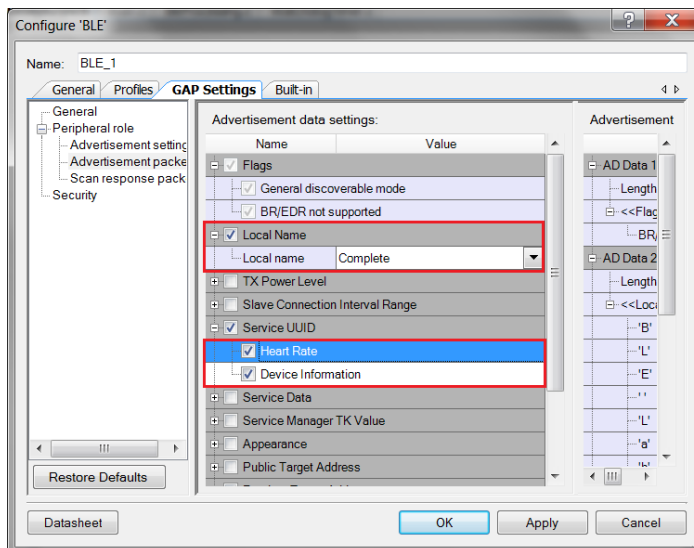 Configure 'BLE'
Name: BLE_1
General Profiles GAP Settings Built-in
General
Peripheral role
Advertisement setting
Advertisement packe
Scan response pack
Security
Restore Defaults
Advertisement data settings:
Name Value
Flags
General discoverable mode
BR/EDR not supported
Local Name
Local name Complete
TX Power Level
Slave Connection Interval Range
Service UUID
Heart Rate
Device Information
Service Data
Service Manager TK Value
Appearance
Public Target Address
Advertisement
AD Data 1
Length
<<Flag
BR/
AD Data 2
Length
<<Loca
'B'
'L'
'E'
' '
'L'
'a'
'b'
Datasheet OK Apply Cancel